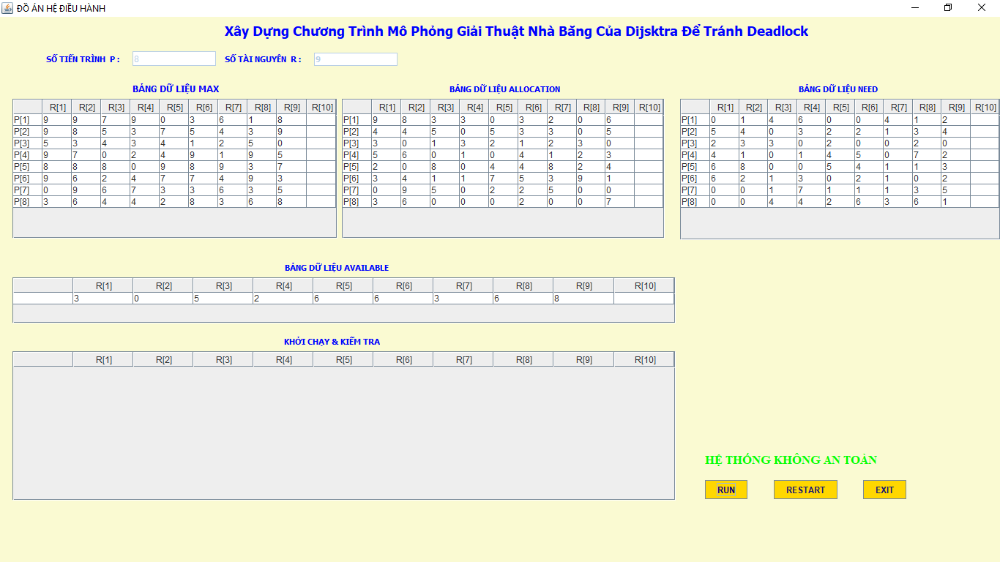 ĐỒ ÁN HỆ ĐIỀU HÀNH
Xây Dựng Chương Trình Mô Phỏng Giải Thuật Nhà Băng Của Dijsktra Để Tránh Deadlock
SỐ TIẾN TRÌNH P : 8 SỐ TÀI NGUYÊN R : 9
BẢNG DỮ LIỆU MAX
R[1] R[2] R[3] R[4] R[5] R[6] R[7] R[8] R[9] R[10]
P[1] 9 9 7 9 0 3 6 1 8
P[2] 9 8 5 3 7 5 4 3 9
P[3] 5 3 4 3 4 1 2 5 0
P[4] 9 7 0 2 4 9 1 9 5
P[5] 8 8 8 0 9 8 9 3 7
P[6] 9 6 2 4 7 7 4 9 3
P[7] 0 9 6 7 3 3 6 3 5
P[8] 3 6 4 4 2 8 3 6 8
BẢNG DỮ LIỆU ALLOCATION
R[1] R[2] R[3] R[4] R[5] R[6] R[7] R[8] R[9] R[10]
P[1] 9 8 3 3 0 3 2 0 6
P[2] 4 4 5 0 5 3 3 0 5
P[3] 3 0 1 3 2 1 2 3 0
P[4] 5 6 0 1 0 4 1 2 3
P[5] 2 0 8 0 4 4 8 2 4
P[6] 3 4 1 1 7 5 3 9 1
P[7] 0 9 5 0 2 2 5 0 0
P[8] 3 6 0 0 0 2 0 0 7
BẢNG DỮ LIỆU NEED
R[1] R[2] R[3] R[4] R[5] R[6] R[7] R[8] R[9] R[10]
P[1] 0 1 4 6 0 0 4 1 2
P[2] 5 4 0 3 2 2 1 3 4
P[3] 2 3 3 0 2 0 0 2 0
P[4] 4 1 0 1 4 5 0 7 2
P[5] 6 8 0 0 5 4 1 1 3
P[6] 6 2 1 3 0 2 1 0 2
P[7] 0 0 1 7 1 1 1 3 5
P[8] 0 0 4 4 2 6 3 6 1
BẢNG DỮ LIỆU AVAILABLE
R[1] R[2] R[3] R[4] R[5] R[6] R[7] R[8] R[9] R[10]
3 0 5 2 6 6 3 6 8
KHỞI CHẠY & KIỂM TRA
R[1] R[2] R[3] R[4] R[5] R[6] R[7] R[8] R[9] R[10]
HỆ THỐNG KHÔNG AN TOÀN
RUN RESTART EXIT